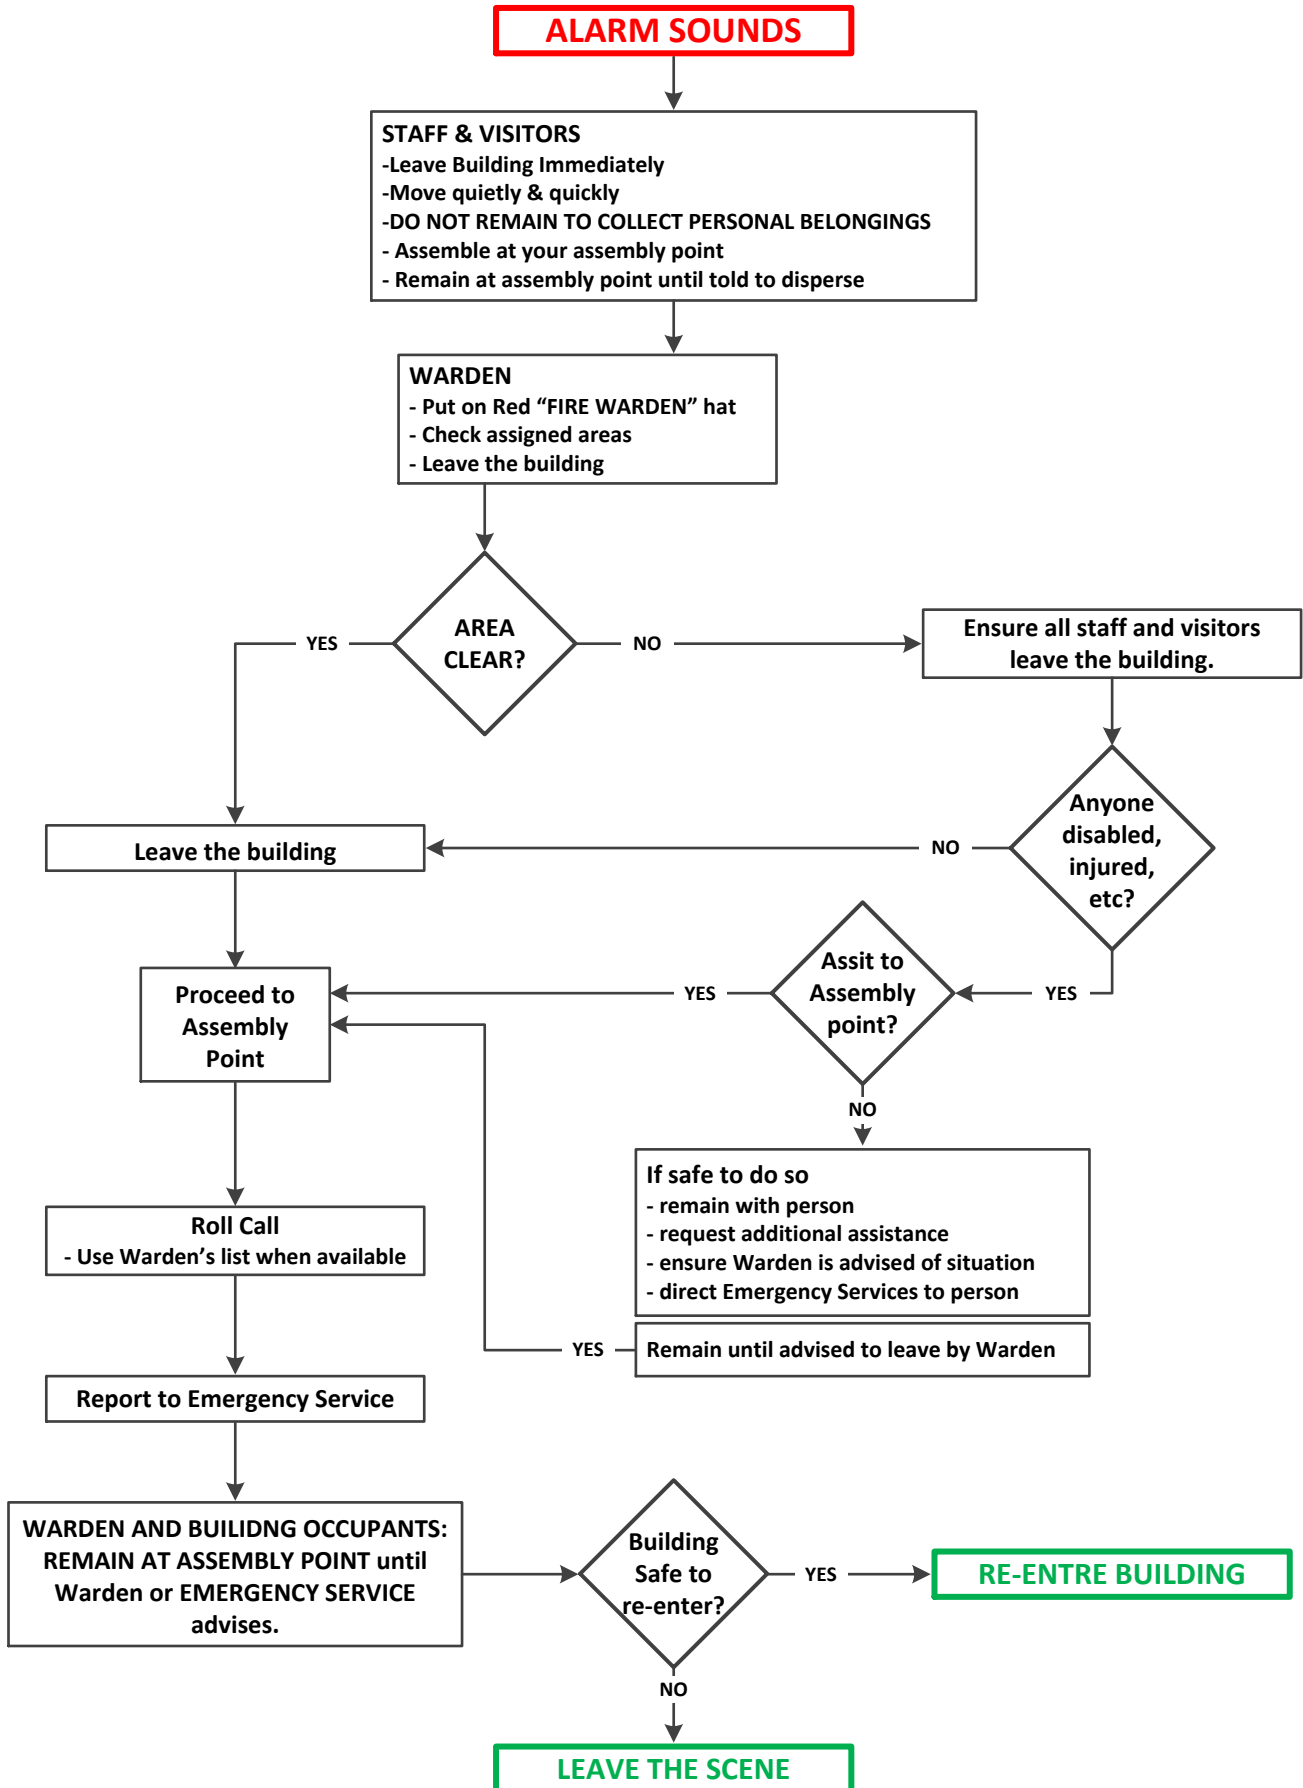 ALARM SOUNDS
STAFF & VISITORS
-Leave Building Immediately
-Move quietly & quickly
-DO NOT REMAIN TO COLLECT PERSONAL BELONGINGS
- Assemble at your assembly point
- Remain at assembly point until told to disperse
WARDEN
- Put on Red “FIRE WARDEN” hat
- Check assigned areas
- Leave the building
AREA
CLEAR?
YES
NO
Ensure all staff and visitors
leave the building.
Anyone
disabled,
injured,
etc?
NO
Leave the building
YES
Assit to
Assembly
point?
YES
Proceed to
Assembly
Point
NO
If safe to do so
- remain with person
- request additional assistance
- ensure Warden is advised of situation
- direct Emergency Services to person
Remain until advised to leave by Warden
YES
Roll Call
- Use Warden’s list when available
Report to Emergency Service
WARDEN AND BUILIDNG OCCUPANTS:
REMAIN AT ASSEMBLY POINT until
Warden or EMERGENCY SERVICE
advises.
Building
Safe to
re-enter?
YES
RE-ENTRE BUILDING
NO
LEAVE THE SCENE